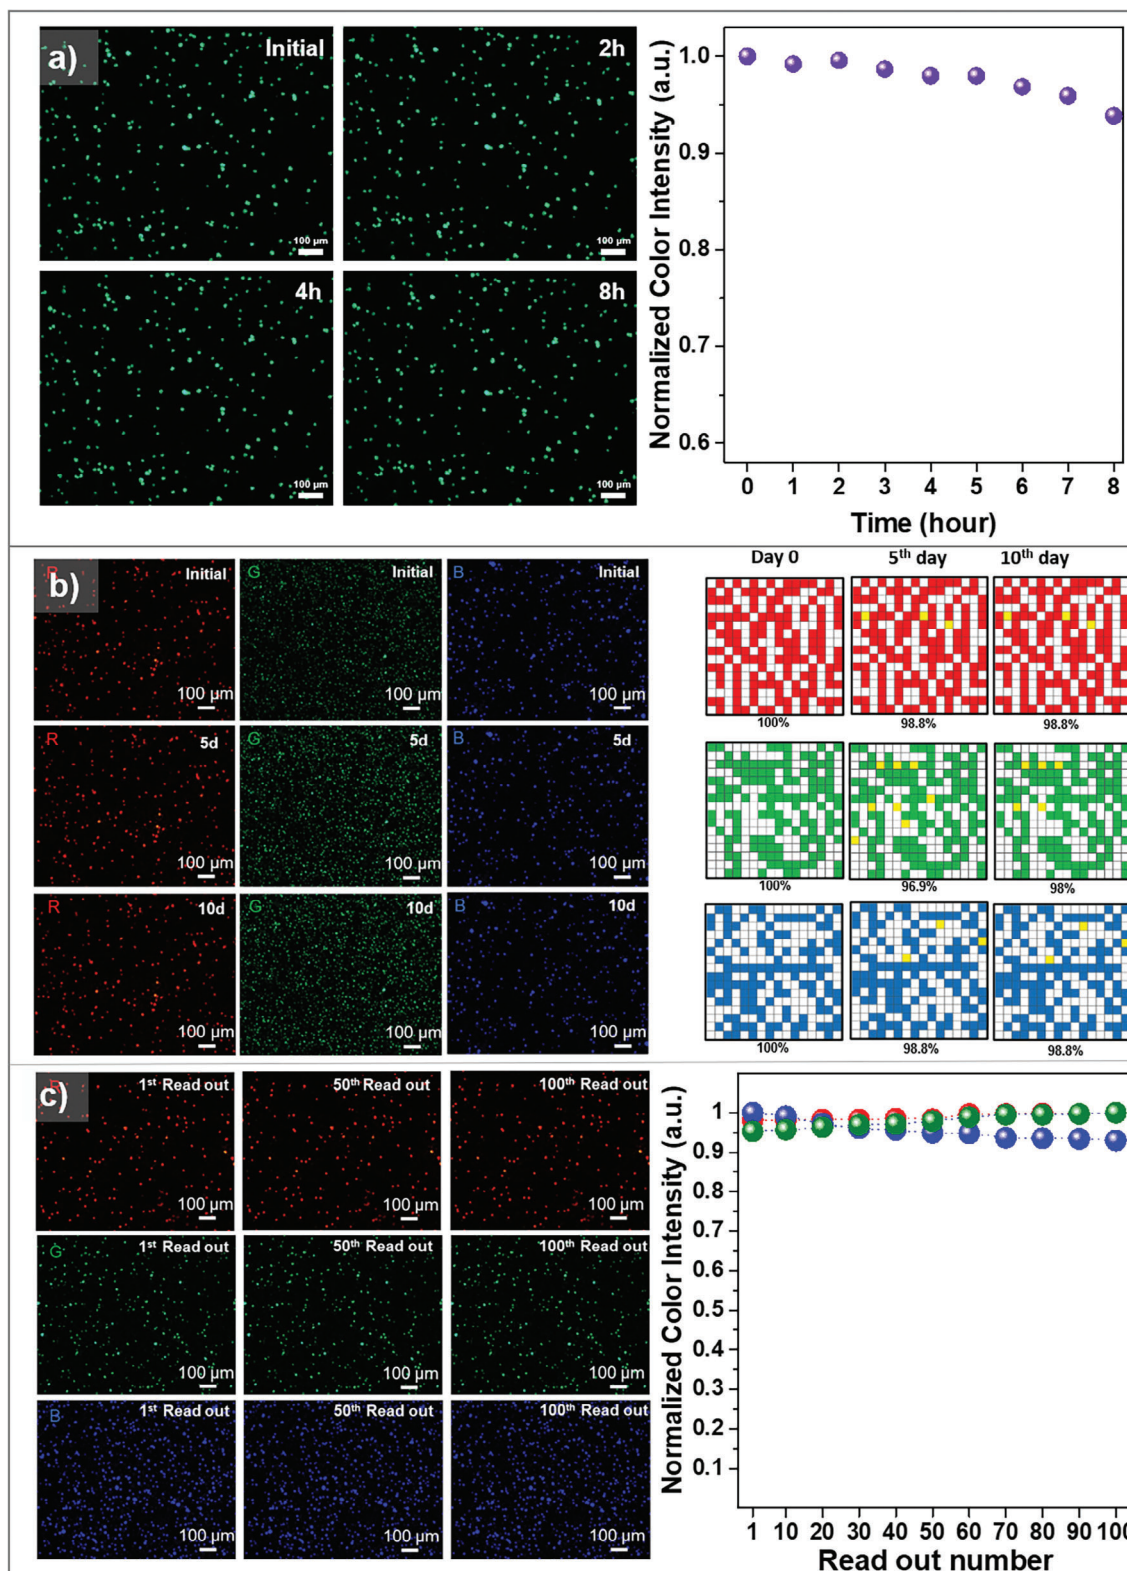 a)
Initial
100 µm
2h
100 µm
4h
100 µm
8h
100 µm
Normalized Color Intensity (a.u.)
1.0
0.9
0.8
0.7
0.6
0 1 2 3 4 5 6 7 8
Time (hour)
b)
R
Initial
100 µm
G
Initial
100 µm
B
Initial
100 µm
R
5d
100 µm
G
5d
100 µm
B
5d
100 µm
R
10d
100 µm
G
10d
100 µm
B
10d
100 µm
Day 0
5th day
10th day
100%
98.8%
98.8%
100%
96.9%
98%
100%
98.8%
98.8%
c)
1st Read out
100 µm
50th Read out
100 µm
100th Read out
100 µm
G
1st Read out
100 µm
50th Read out
100 µm
100th Read out
100 µm
B
1st Read out
100 µm
50th Read out
100 µm
100th Read out
100 µm
Normalized Color Intensity (a.u.)
1
0.9
0.8
0.7
0.6
0.5
0.4
0.3
0.2
0.1
1 10 20 30 40 50 60 70 80 90 100
Read out number